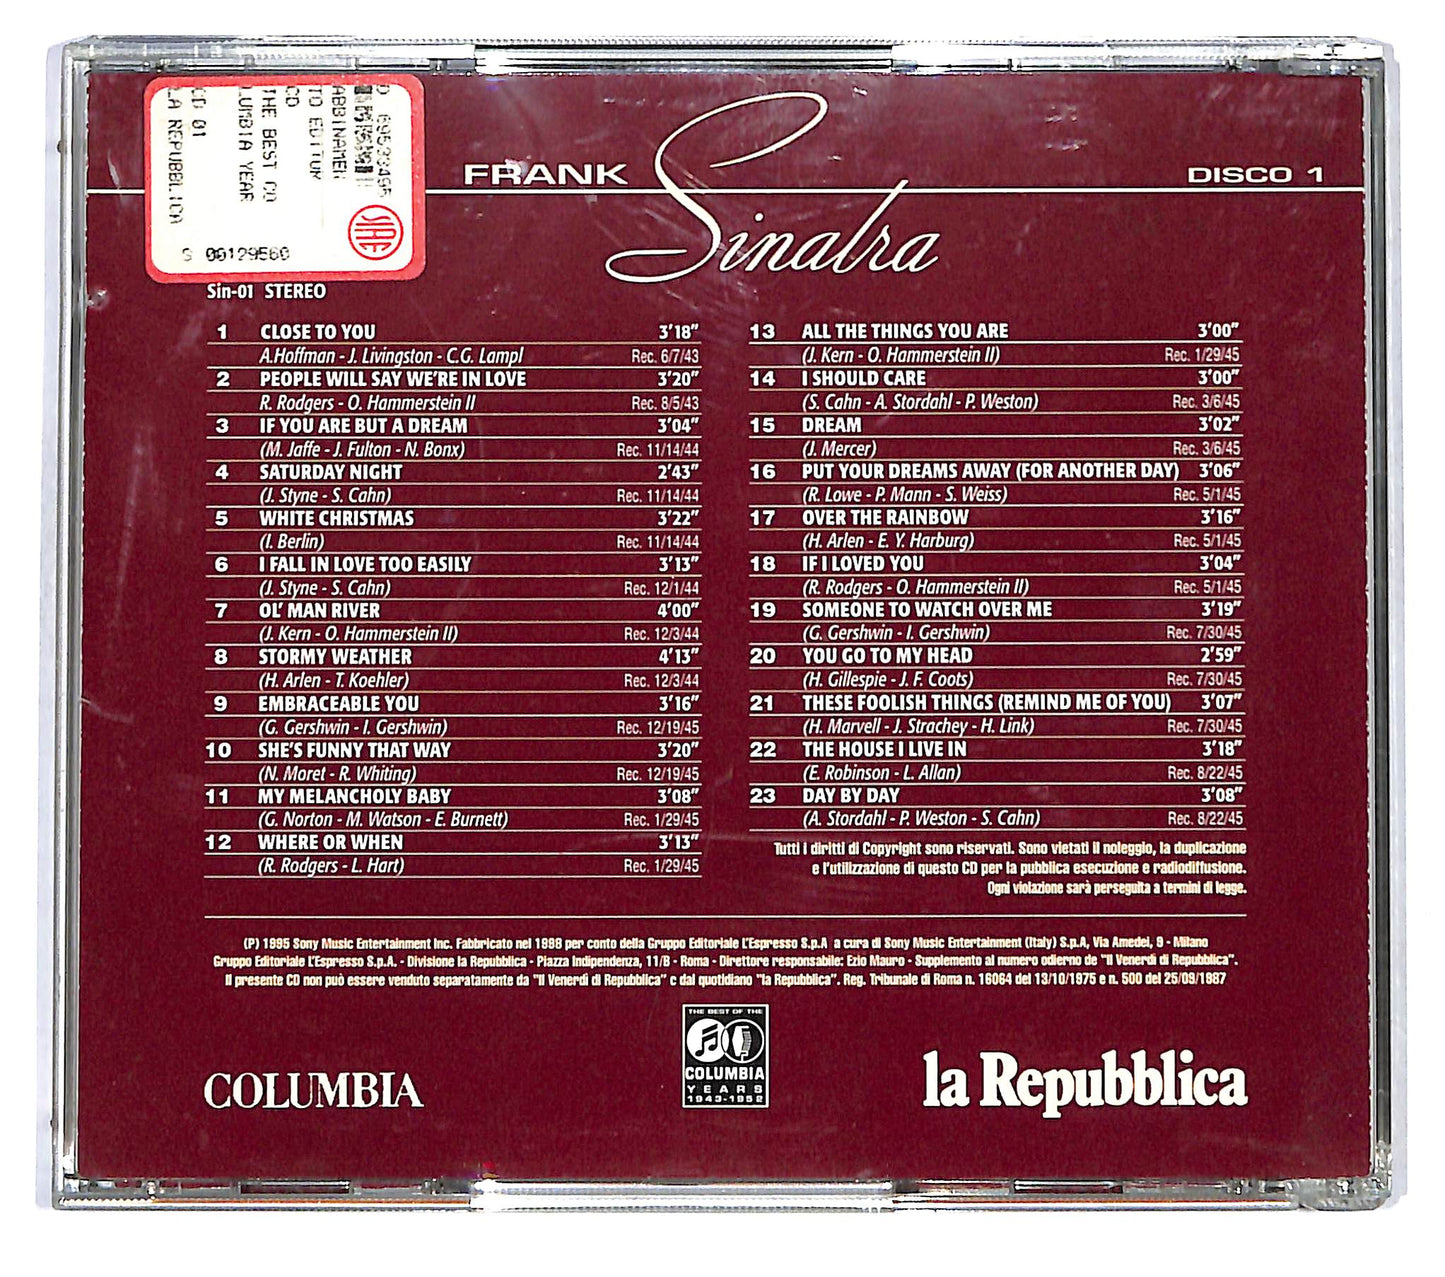 D 69533495
ABBINAMEN
TO EDITUM
CD
THE BEST CO
LUMBIA YEAR
CD 01
LA REPUBBLICA
S 00129560
SIAE
FRANK Sinatra
DISCO 1
Sin-01 STEREO
1 CLOSE TO YOU 3'18"
A.Hoffman - J. Livingston - C.G. Lampl Rec. 6/7/43
2 PEOPLE WILL SAY WE'RE IN LOVE 3'20"
R. Rodgers - O. Hammerstein II Rec. 8/5/43
3 IF YOU ARE BUT A DREAM 3'04"
(M. Jaffe - J. Fulton - N. Bonx) Rec. 11/14/44
4 SATURDAY NIGHT 2'43"
(J. Styne - S. Cahn) Rec. 11/14/44
5 WHITE CHRISTMAS 3'22"
(I. Berlin) Rec. 11/14/44
6 I FALL IN LOVE TOO EASILY 3'13"
(J. Styne - S. Cahn) Rec. 12/1/44
7 OL' MAN RIVER 4'00"
(J. Kern - O. Hammerstein II) Rec. 12/3/44
8 STORMY WEATHER 4'13"
(H. Arlen - T. Koehler) Rec. 12/3/44
9 EMBRACEABLE YOU 3'16"
(G. Gershwin - I. Gershwin) Rec. 12/19/45
10 SHE'S FUNNY THAT WAY 3'20"
(N. Moret - R. Whiting) Rec. 12/19/45
11 MY MELANCHOLY BABY 3'08"
(G. Norton - M. Watson - E. Burnett) Rec. 1/29/45
12 WHERE OR WHEN 3'13"
(R. Rodgers - L. Hart) Rec. 1/29/45
13 ALL THE THINGS YOU ARE 3'00"
(J. Kern - O. Hammerstein II) Rec. 1/29/45
14 I SHOULD CARE 3'00"
(S. Cahn - A. Stordahl - P. Weston) Rec. 3/6/45
15 DREAM 3'02"
(J. Mercer) Rec. 3/6/45
16 PUT YOUR DREAMS AWAY (FOR ANOTHER DAY) 3'06"
(R. Lowe - P. Mann - S. Weiss) Rec. 5/1/45
17 OVER THE RAINBOW 3'16"
(H. Arlen - E. Y. Harburg) Rec. 5/1/45
18 IF I LOVED YOU 3'04"
(R. Rodgers - O. Hammerstein II) Rec. 5/1/45
19 SOMEONE TO WATCH OVER ME 3'19"
(G. Gershwin - I. Gershwin) Rec. 7/30/45
20 YOU GO TO MY HEAD 2'59"
(H. Gillespie - J. F. Coots) Rec. 7/30/45
21 THESE FOOLISH THINGS (REMIND ME OF YOU) 3'07"
(H. Marvell - J. Strachey - H. Link) Rec. 7/30/45
22 THE HOUSE I LIVE IN 3'18"
(E. Robinson - L. Allan) Rec. 8/22/45
23 DAY BY DAY 3'08"
(A. Stordahl - P. Weston - S. Cahn) Rec. 8/22/45
Tutti i diritti di Copyright sono riservati. Sono vietati il noleggio, la duplicazione
e l'utilizzazione di questo CD per la pubblica esecuzione e radiodiffusione.
Ogni violazione sarà perseguita a termini di legge.
(P) 1995 Sony Music Entertainment Inc. Fabbricato nel 1998 per conto della Gruppo Editoriale L'Espresso S.p.A a cura di Sony Music Entertainment (Italy) S.p.A, Via Amedei, 9 - Milano
Gruppo Editoriale L'Espresso S.p.A. - Divisione la Repubblica - Piazza Indipendenza, 11/B - Roma - Direttore responsabile: Ezio Mauro - Supplemento al numero odierno de "Il Venerdì di Repubblica".
Il presente CD non può essere venduto separatamente da "Il Venerdì di Repubblica" e dal quotidiano "la Repubblica". Reg. Tribunale di Roma n. 16064 del 13/10/1975 e n. 500 del 25/09/1987
COLUMBIA
THE BEST OF THE
COLUMBIA
YEARS
1943-1952
la Repubblica